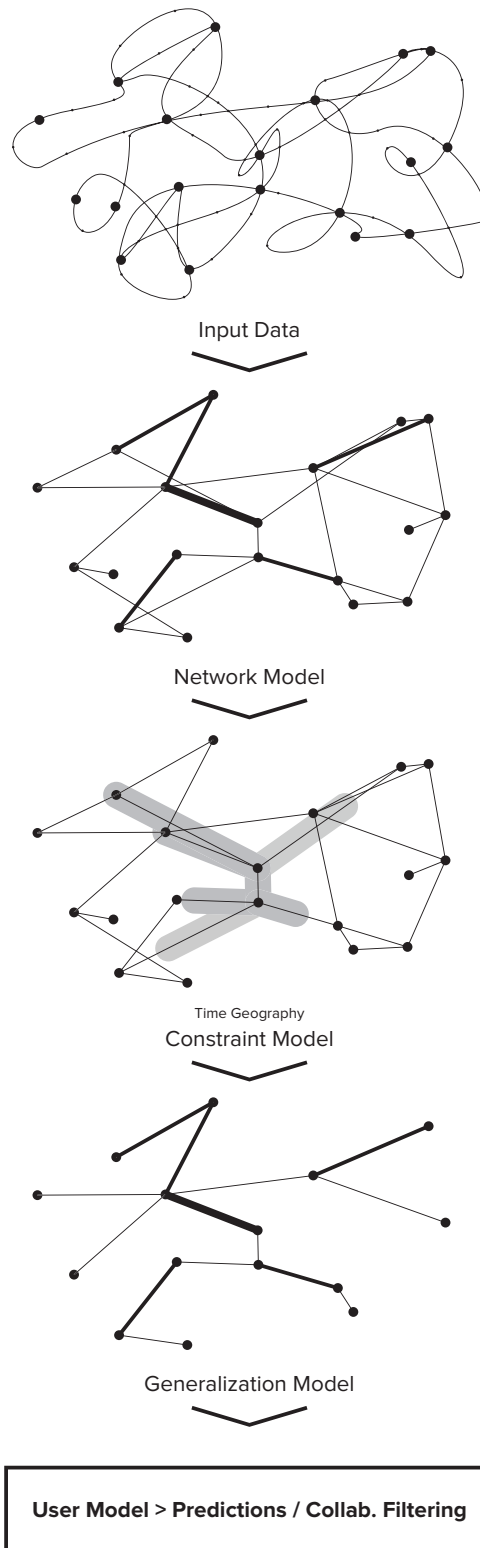 Input Data
Network Model
Time Geography
Constraint Model
Generalization Model
User Model > Predictions / Collab. Filtering